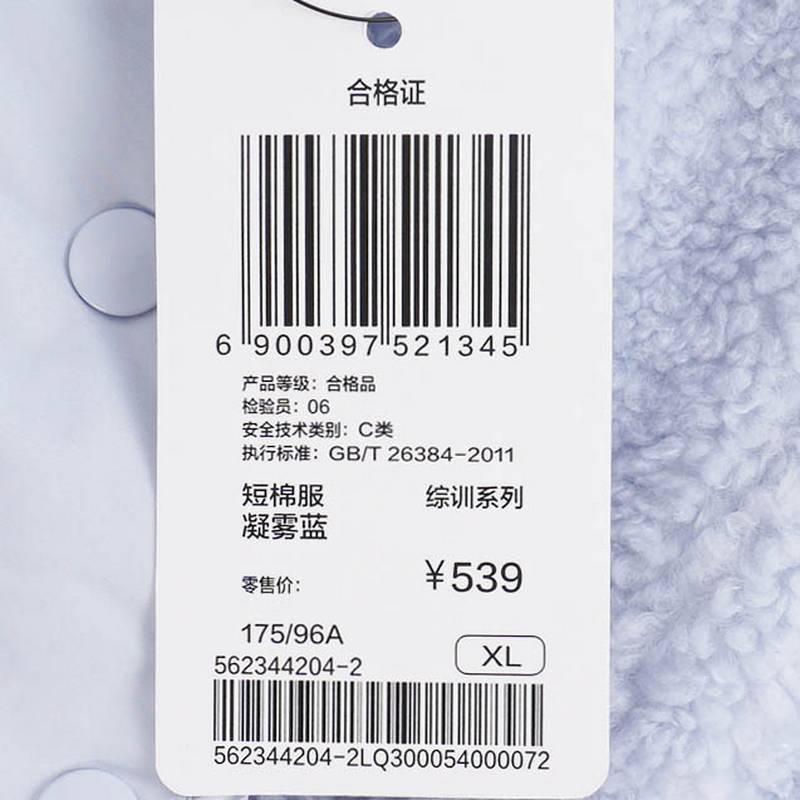 合格证
6 900397 521345
产品等级：合格品
检验员：06
安全技术类别：C类
执行标准：GB/T 26384-2011
短棉服 综训系列
凝雾蓝
零售价： ¥539
175/96A
XL
562344204-2
562344204-2LQ300054000072